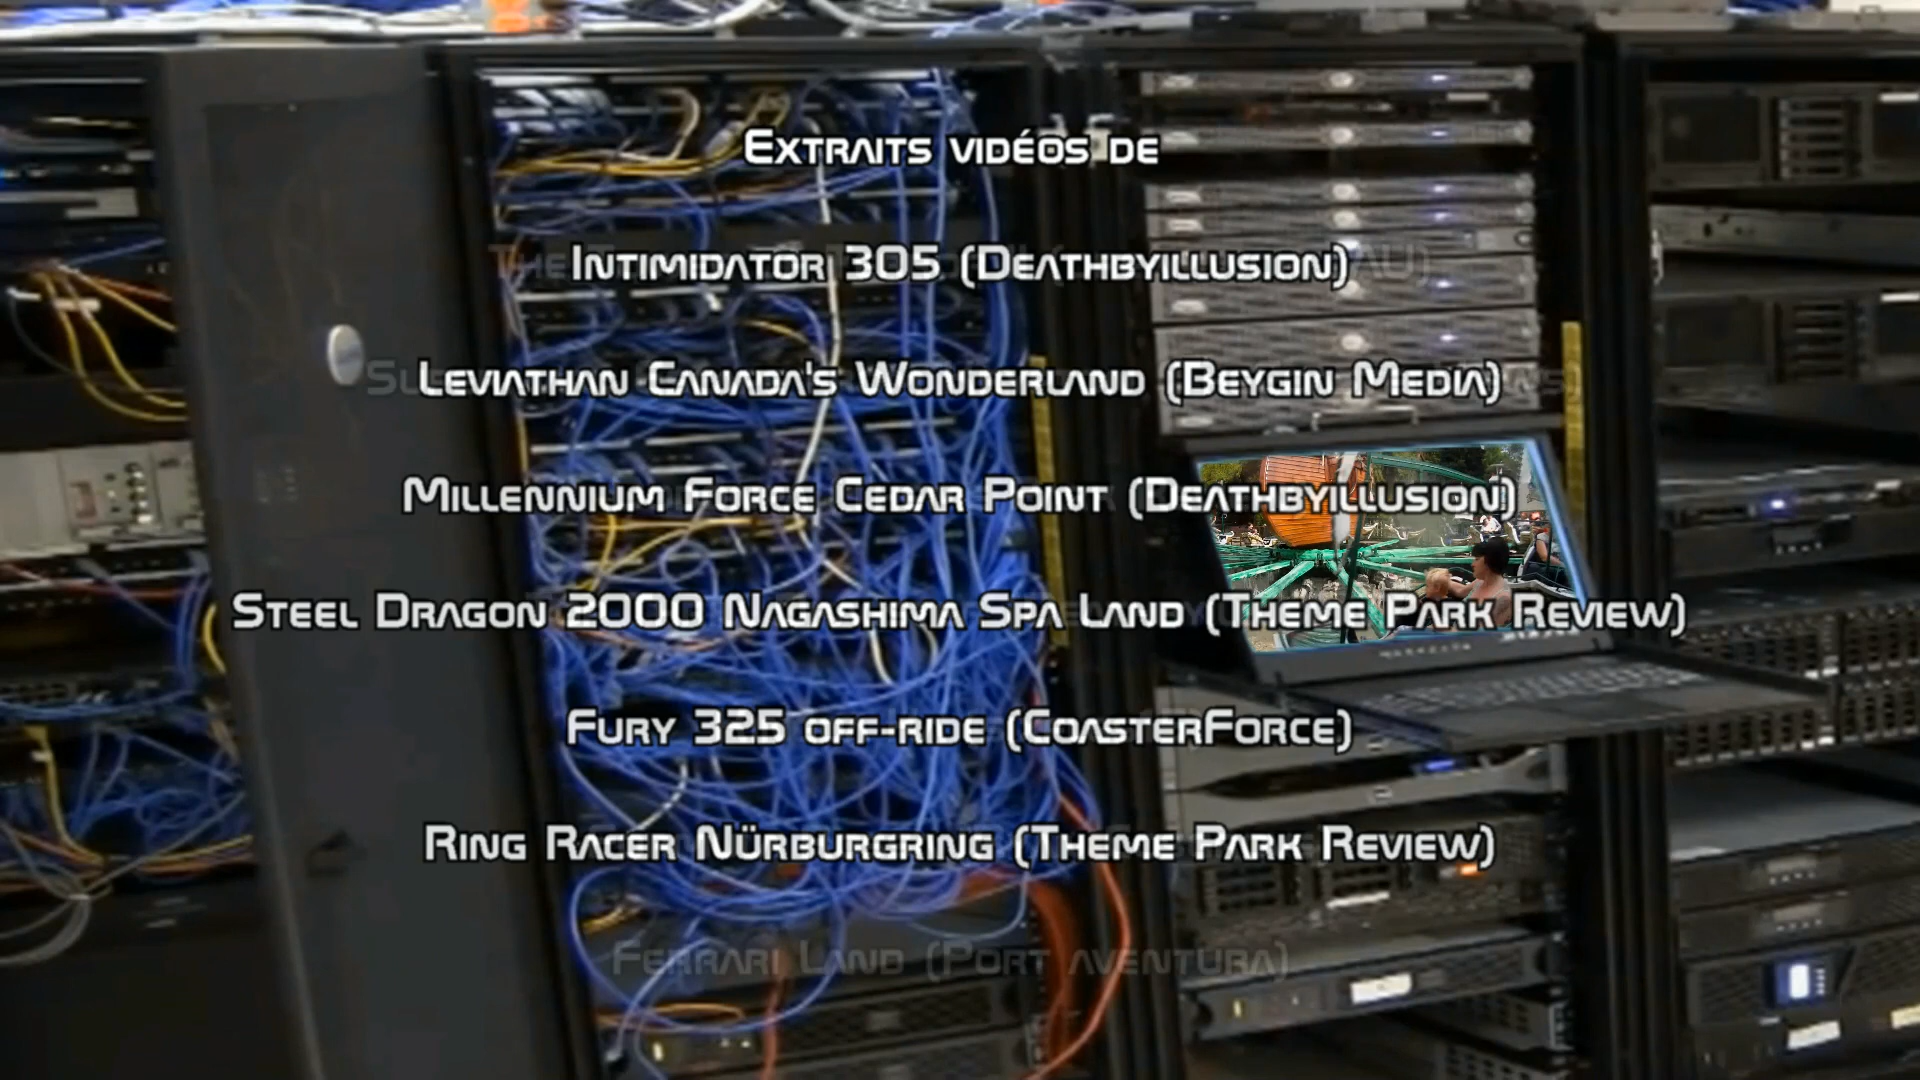 Extraits vidéos de
Intimidator 305 (Deathbyillusion)
Leviathan Canada's Wonderland (Beygin Media)
Millennium Force Cedar Point (Deathbyillusion)
Steel Dragon 2000 Nagashima Spa Land (Theme Park Review)
Fury 325 off-ride (CoasterForce)
Ring Racer Nürburgring (Theme Park Review)
Ferrari Land (Port aventura)